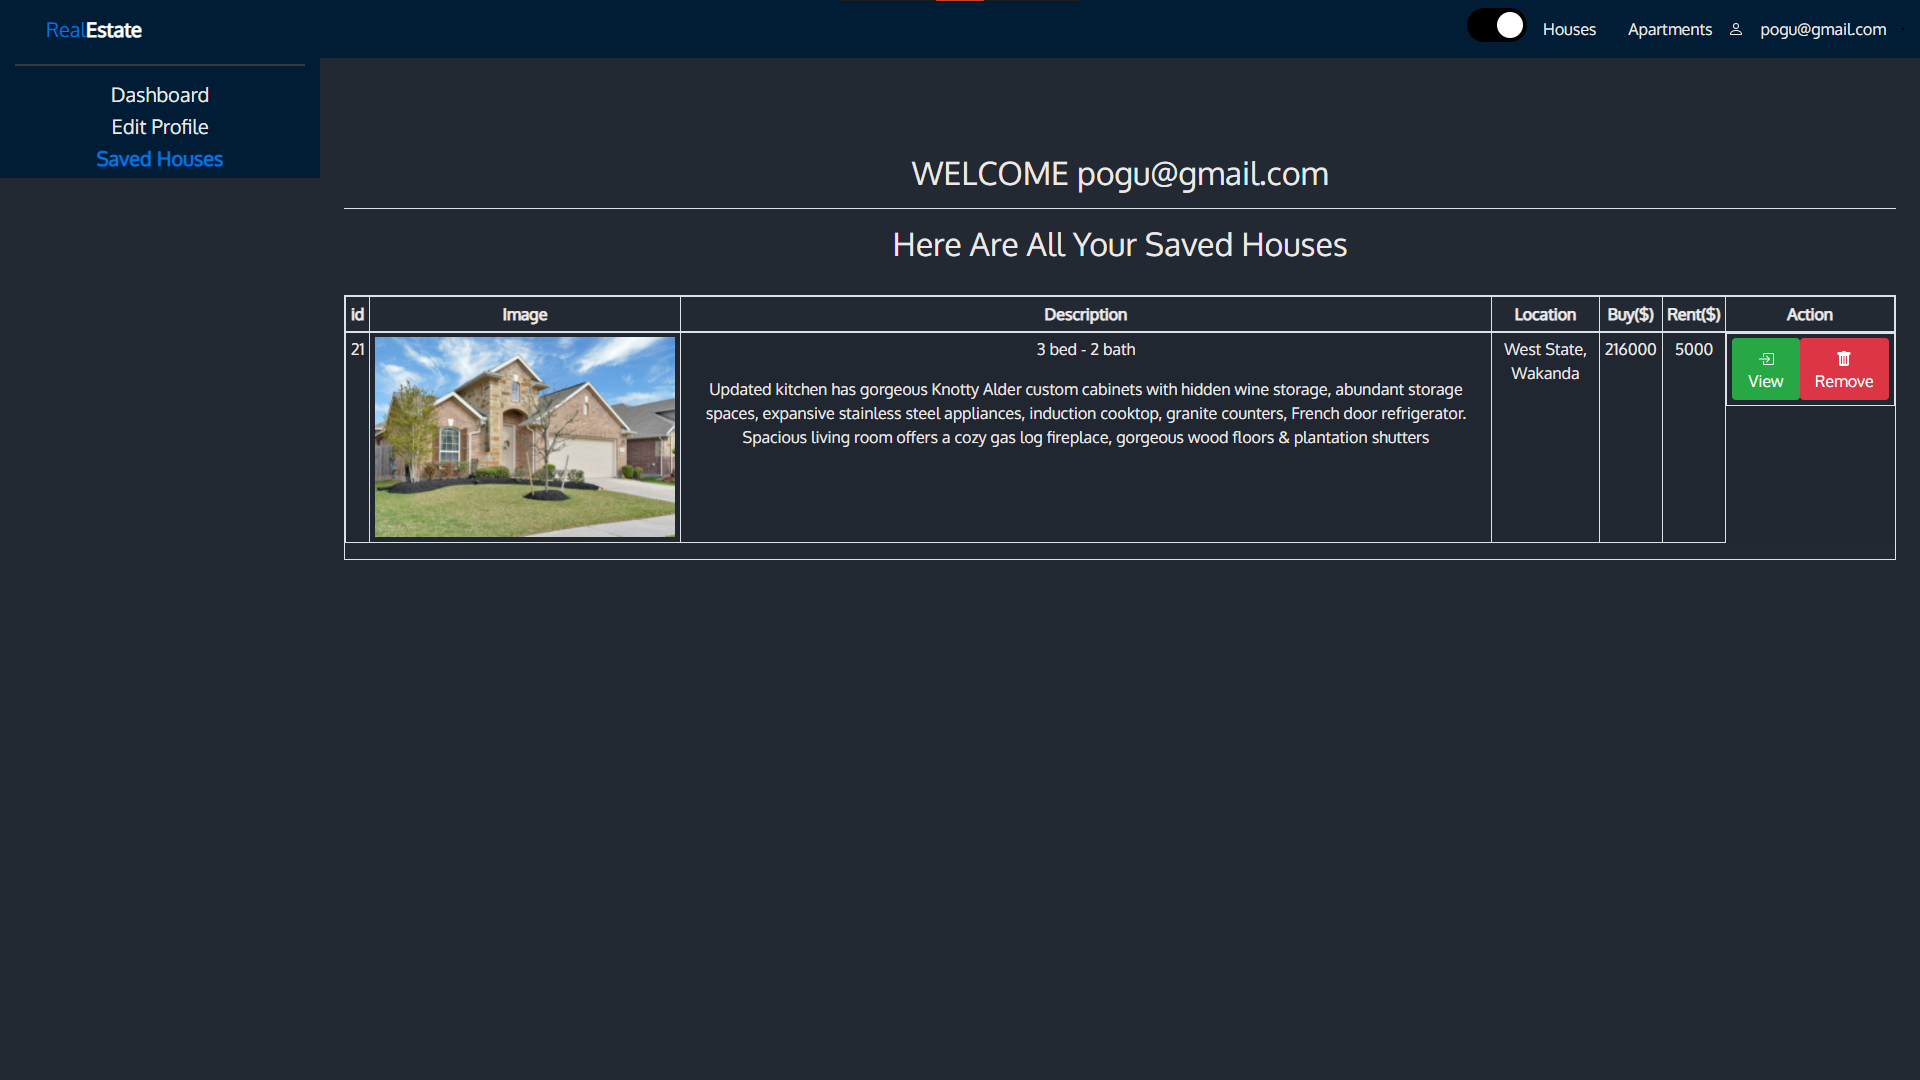 RealEstate
Houses
Apartments
pogu@gmail.com
Dashboard
Edit Profile
Saved Houses
WELCOME pogu@gmail.com
Here Are All Your Saved Houses
id Image Description Location Buy($) Rent($) Action
21
3 bed - 2 bath
Updated kitchen has gorgeous Knotty Alder custom cabinets with hidden wine storage, abundant storage
spaces, expansive stainless steel appliances, induction cooktop, granite counters, French door refrigerator.
Spacious living room offers a cozy gas log fireplace, gorgeous wood floors & plantation shutters
West State,
Wakanda
216000
5000
View
Remove